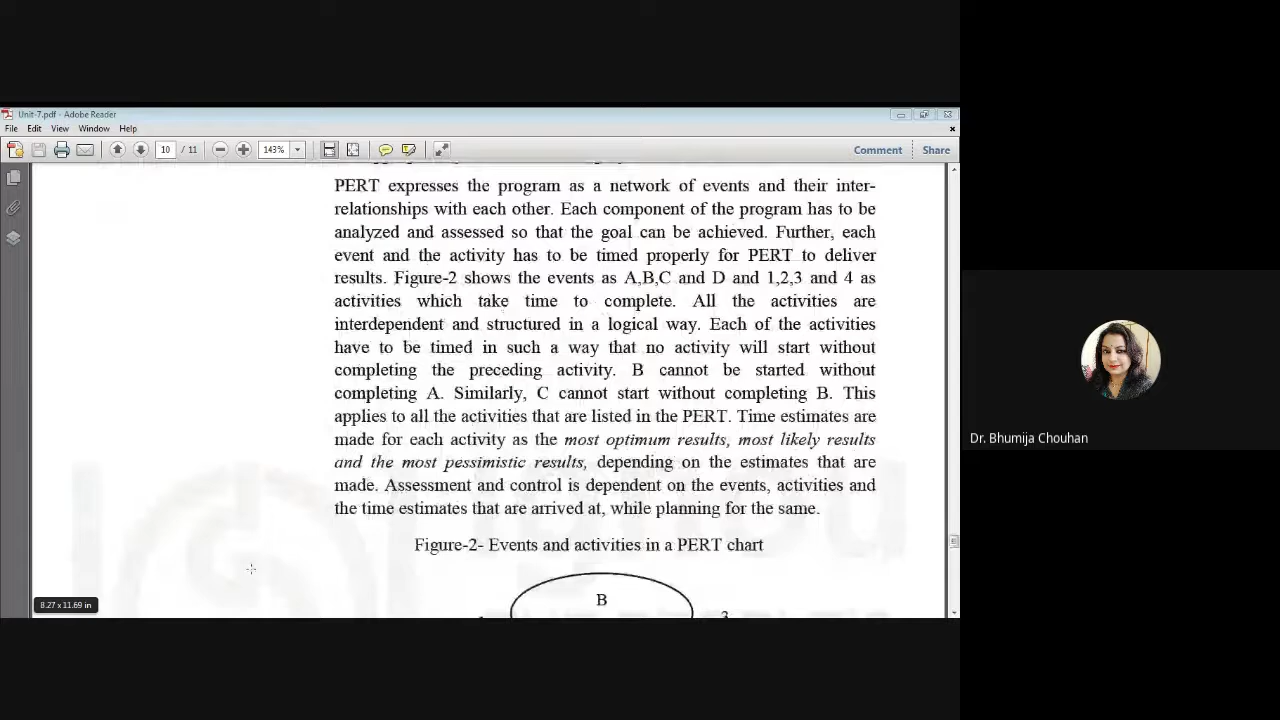 Unit-7.pdf - Adobe Reader
File Edit View Window Help
10 / 11 143% Comment Share
PERT expresses the program as a network of events and their inter-
relationships with each other. Each component of the program has to be
analyzed and assessed so that the goal can be achieved. Further, each
event and the activity has to be timed properly for PERT to deliver
results. Figure-2 shows the events as A,B,C and D and 1,2,3 and 4 as
activities which take time to complete. All the activities are
interdependent and structured in a logical way. Each of the activities
have to be timed in such a way that no activity will start without
completing the preceding activity. B cannot be started without
completing A. Similarly, C cannot start without completing B. This
applies to all the activities that are listed in the PERT. Time estimates are
made for each activity as the most optimum results, most likely results
and the most pessimistic results, depending on the estimates that are
made. Assessment and control is dependent on the events, activities and
the time estimates that are arrived at, while planning for the same.
Figure-2- Events and activities in a PERT chart
B
8.27 x 11.69 in
Dr. Bhumija Chouhan